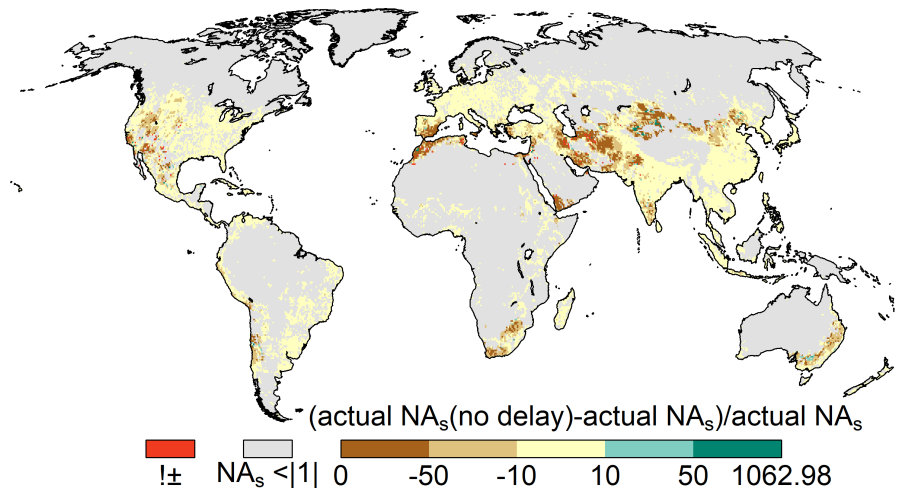 (actual NAₛ(no delay)-actual NAₛ)/actual NAₛ
!± NAₛ <|1| 0 -50 -10 10 50 1062.98